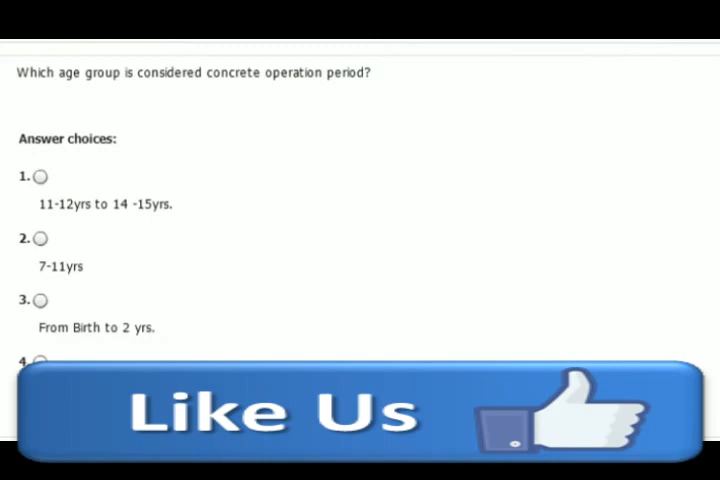 Which age group is considered concrete operation period?
Answer choices:
1.
11-12yrs to 14 -15yrs.
2.
7-11yrs
3.
From Birth to 2 yrs.
4
Like Us